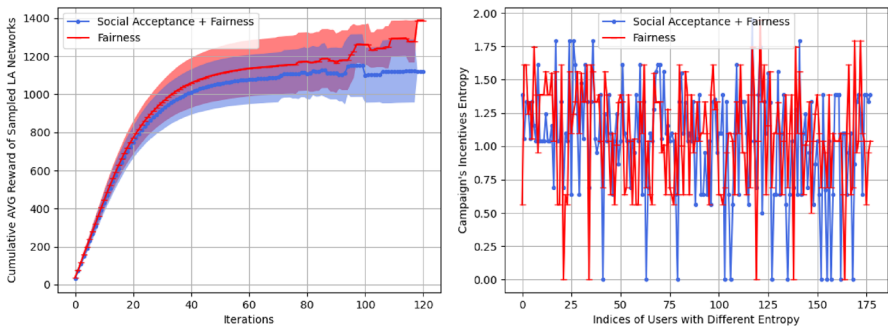 Social Acceptance + Fairness
Fairness
Cumulative AVG Reward of Sampled LA Networks
1400
1200
1000
800
600
400
200
0
0 20 40 60 80 100 120
Iterations
Social Acceptance + Fairness
Fairness
Campaign's Incentives Entropy
2.00
1.75
1.50
1.25
1.00
0.75
0.50
0.25
0.00
0 25 50 75 100 125 150 175
Indices of Users with Different Entropy